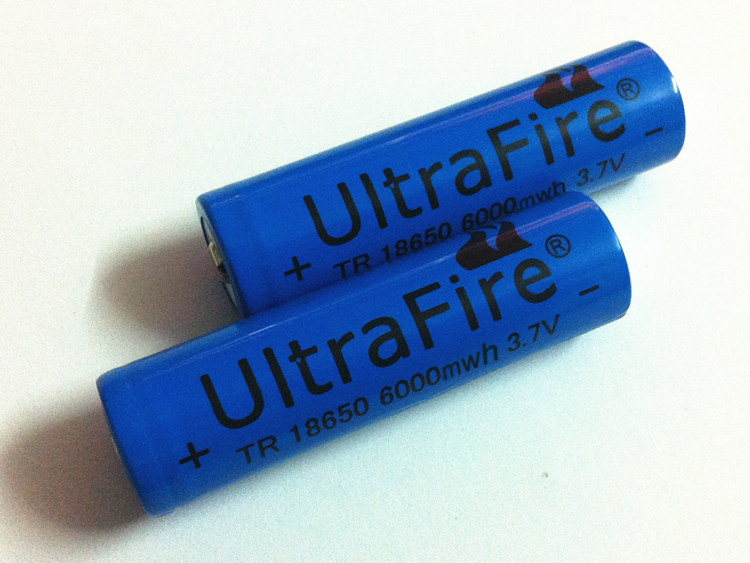 UltraFire®
+ TR 18650 6000mwh 3.7V −
UltraFire®
+ TR 18650 6000mwh 3.7V −